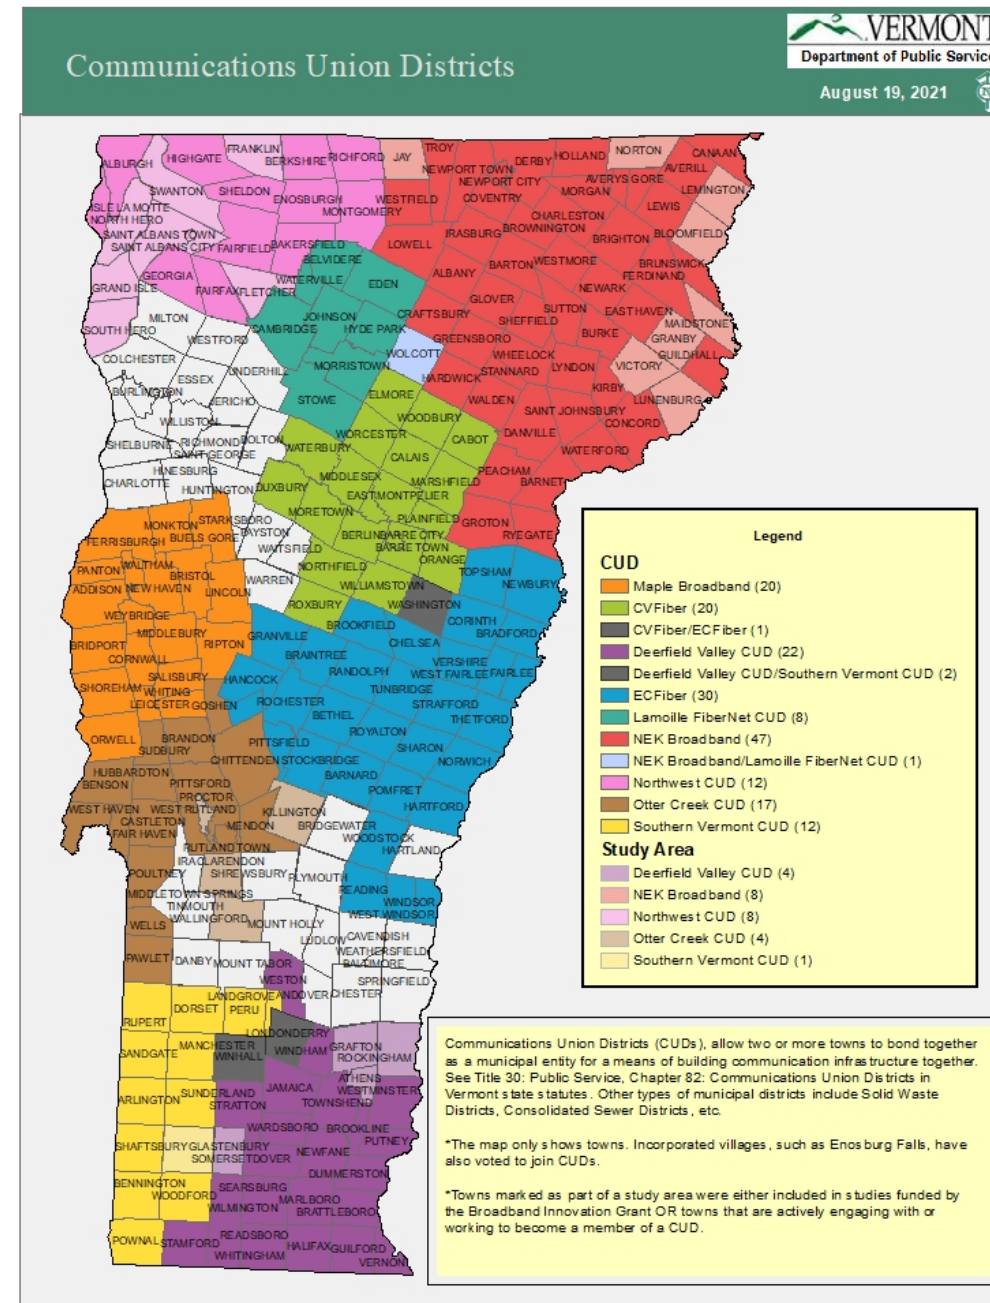 VERMONT
Department of Public Service
Communications Union Districts
August 19, 2021
ALBURGH
HIGHGATE
FRANKLIN
BERKSHIRE
RICHFORD
JAY
TROY
NEWPORT TOWN
DERBY
HOLLAND
NORTON
CANAAN
AVERILL
NEWPORT CITY
AVERYS GORE
LEMINGTON
SWANTON
SHELDON
ENOSBURGH
MONTGOMERY
WESTFIELD
COVENTRY
MORGAN
LEWIS
ISLE LA MOTTE
NORTH HERO
CHARLESTON
BROWNINGTON
SAINT ALBANS TOWN
SAINT ALBANS CITY
FAIRFIELD
BAKERSFIELD
LOWELL
IRASBURG
BRIGHTON
BLOOMFIELD
BELVIDERE
GEORGIA
WATERVILLE
EDEN
ALBANY
BARTON
WESTMORE
BRUNSWICK
FERDINAND
GRAND ISLE
FAIRFAX
FLETCHER
NEWARK
GLOVER
SOUTH HERO
MILTON
CAMBRIDGE
JOHNSON
HYDE PARK
CRAFTSBURY
SHEFFIELD
SUTTON
EAST HAVEN
MAIDSTONE
WESTFORD
GREENSBORO
BURKE
GRANBY
GUILDHALL
COLCHESTER
UNDERHILL
MORRISTOWN
WOLCOTT
WHEELOCK
STANNARD
LYNDON
VICTORY
ESSEX
HARDWICK
KIRBY
BURLINGTON
JERICHO
STOWE
ELMORE
WALDEN
LUNENBURG
WOODBURY
SAINT JOHNSBURY
CONCORD
WILLISTON
WORCESTER
CABOT
DANVILLE
SHELBURNE
RICHMOND
BOLTON
WATERBURY
WATERFORD
SAINT GEORGE
CALAIS
HINESBURG
MIDDLESEX
MARSHFIELD
PEACHAM
BARNET
CHARLOTTE
HUNTINGTON
DUXBURY
EAST MONTPELIER
MORETOWN
PLAINFIELD
GROTON
MONKTON
STARKSBORO
BUELS GORE
FAYSTON
BERLIN
BARRE CITY
BARRE TOWN
RYEGATE
FERRISBURGH
WAITSFIELD
ORANGE
PANTON
WALTHAM
BRISTOL
NORTHFIELD
TOPSHAM
NEWBURY
ADDISON
NEW HAVEN
LINCOLN
WARREN
WILLIAMSTOWN
WASHINGTON
ROXBURY
WEYBRIDGE
BROOKFIELD
CORINTH
BRADFORD
MIDDLEBURY
GRANVILLE
CHELSEA
BRIDPORT
RIPTON
BRAINTREE
CORNWALL
RANDOLPH
VERSHIRE
WEST FAIRLEE
FAIRLEE
SALISBURY
HANCOCK
SHOREHAM
WHITING
TUNBRIDGE
LEICESTER
GOSHEN
ROCHESTER
STRAFFORD
BETHEL
THETFORD
ORWELL
BRANDON
PITTSFIELD
ROYALTON
SUDBURY
SHARON
CHITTENDEN
STOCKBRIDGE
NORWICH
HUBBARDTON
BARNARD
BENSON
PITTSFORD
POMFRET
PROCTOR
HARTFORD
WEST HAVEN
WEST RUTLAND
KILLINGTON
CASTLETON
MENDON
BRIDGEWATER
FAIR HAVEN
WOODSTOCK
RUTLAND TOWN
HARTLAND
IRA
CLARENDON
POULTNEY
SHREWSBURY
PLYMOUTH
READING
MIDDLETOWN SPRINGS
WINDSOR
TINMOUTH
WEST WINDSOR
WALLINGFORD
WELLS
MOUNT HOLLY
LUDLOW
CAVENDISH
WEATHERSFIELD
PAWLET
DANBY
MOUNT TABOR
BALTIMORE
WESTON
SPRINGFIELD
LANDGROVE
ANDOVER
CHESTER
DORSET
PERU
RUPERT
LONDONDERRY
SANDGATE
MANCHESTER
WINHALL
WINDHAM
GRAFTON
ROCKINGHAM
ATHENS
JAMAICA
WESTMINSTER
ARLINGTON
SUNDERLAND
STRATTON
TOWNSHEND
WARDSBORO
BROOKLINE
PUTNEY
SHAFTSBURY
GLASTENBURY
SOMERSET
DOVER
NEWFANE
DUMMERSTON
BENNINGTON
WOODFORD
SEARSBURG
MARLBORO
WILMINGTON
BRATTLEBORO
POWNAL
STAMFORD
READSBORO
WHITINGHAM
HALIFAX
GUILFORD
VERNON
Legend
CUD
Maple Broadband (20)
CVFiber (20)
CVFiber/ECFiber (1)
Deerfield Valley CUD (22)
Deerfield Valley CUD/Southern Vermont CUD (2)
ECFiber (30)
Lamoille FiberNet CUD (8)
NEK Broadband (47)
NEK Broadband/Lamoille FiberNet CUD (1)
Northwest CUD (12)
Otter Creek CUD (17)
Southern Vermont CUD (12)
Study Area
Deerfield Valley CUD (4)
NEK Broadband (8)
Northwest CUD (8)
Otter Creek CUD (4)
Southern Vermont CUD (1)
Communications Union Districts (CUDs), allow two or more towns to bond together
as a municipal entity for a means of building communication infrastructure together.
See Title 30: Public Service, Chapter 82: Communications Union Districts in
Vermont state statutes. Other types of municipal districts include Solid Waste
Districts, Consolidated Sewer Districts, etc.
*The map only shows towns. Incorporated villages, such as Enosburg Falls, have
also voted to join CUDs.
*Towns marked as part of a study area were either included in studies funded by
the Broadband Innovation Grant OR towns that are actively engaging with or
working to become a member of a CUD.